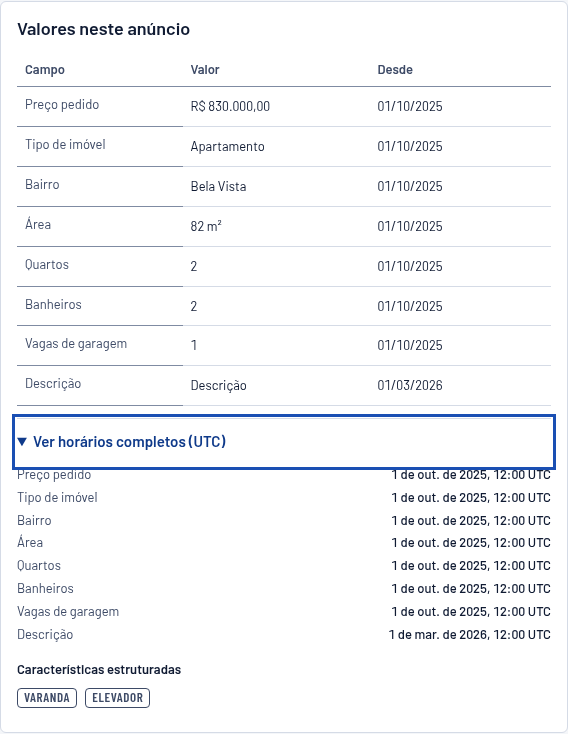 Valores neste anúncio
Campo Valor Desde
Preço pedido R$ 830.000,00 01/10/2025
Tipo de imóvel Apartamento 01/10/2025
Bairro Bela Vista 01/10/2025
Área 82 m² 01/10/2025
Quartos 2 01/10/2025
Banheiros 2 01/10/2025
Vagas de garagem 1 01/10/2025
Descrição Descrição 01/03/2026
▼ Ver horários completos (UTC)
Preço pedido 1 de out. de 2025, 12:00 UTC
Tipo de imóvel 1 de out. de 2025, 12:00 UTC
Bairro 1 de out. de 2025, 12:00 UTC
Área 1 de out. de 2025, 12:00 UTC
Quartos 1 de out. de 2025, 12:00 UTC
Banheiros 1 de out. de 2025, 12:00 UTC
Vagas de garagem 1 de out. de 2025, 12:00 UTC
Descrição 1 de mar. de 2026, 12:00 UTC
Características estruturadas
VARANDA ELEVADOR